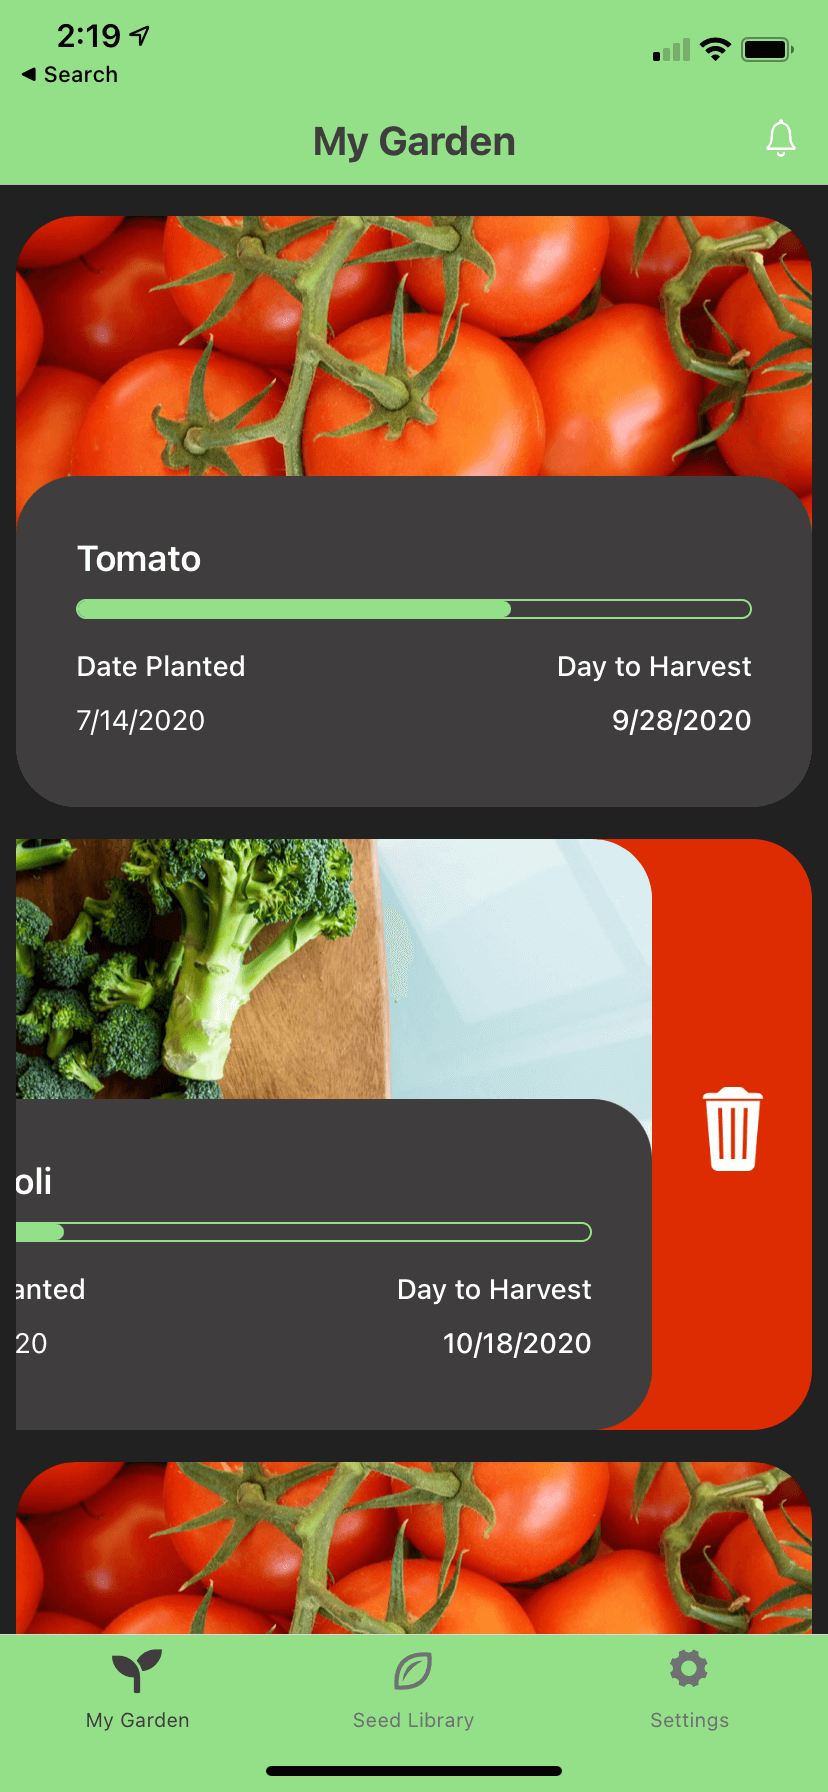 2:19
Search
My Garden
Tomato
Date Planted
Day to Harvest
7/14/2020
9/28/2020
oli
anted
Day to Harvest
20
10/18/2020
My Garden
Seed Library
Settings